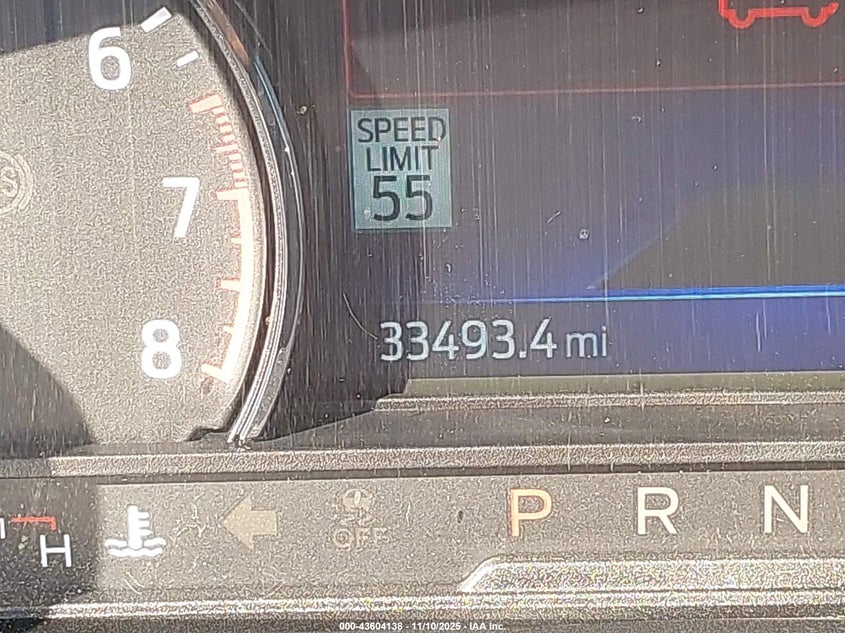 6
7
8
SPEED
LIMIT
55
33493.4 mi
H
OFF
P R N
000-43604138 - 11/10/2025 - IAA Inc.